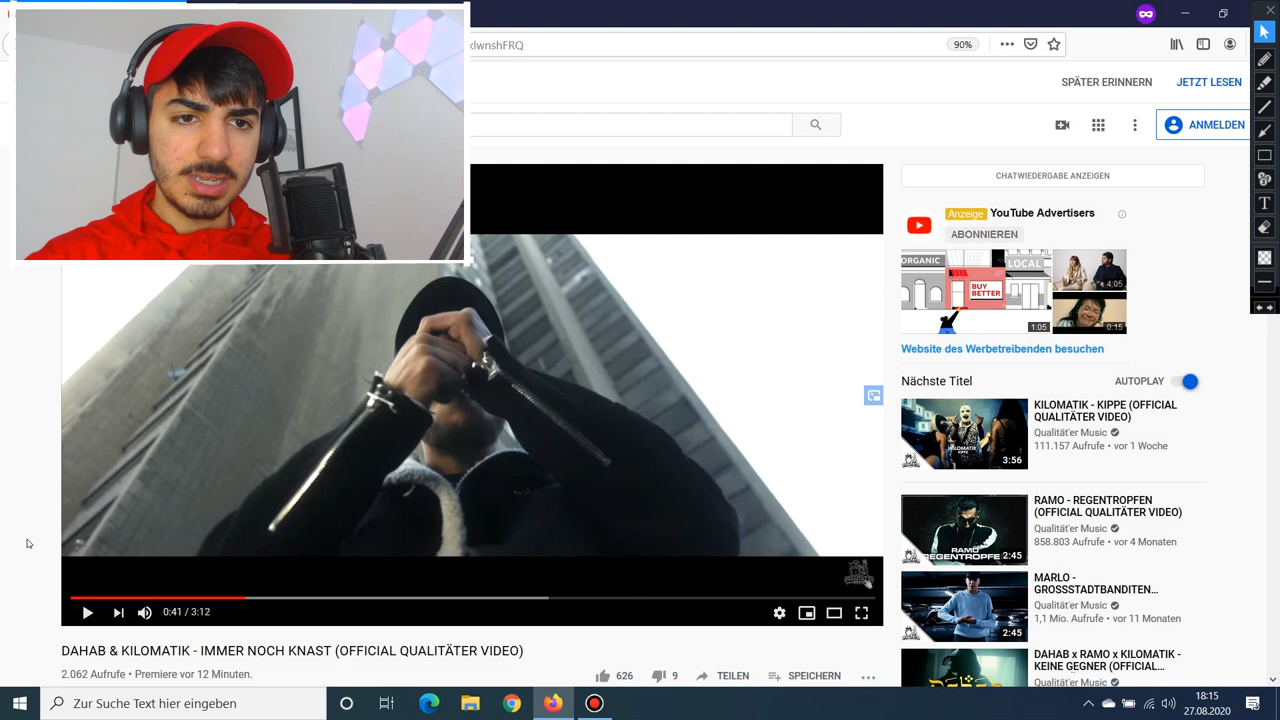 xlwnshFRQ
90%
SPÄTER ERINNERN
JETZT LESEN
ANMELDEN
CHATWIEDERGABE ANZEIGEN
Anzeige YouTube Advertisers
ABONNIEREN
ORGANIC
LOCAL
BUY
BETTER
1:05
4:05
0:15
Website des Werbetreibenden besuchen
Nächste Titel
AUTOPLAY
KILOMATIK - KIPPE (OFFICIAL
QUALITÄTER VIDEO)
Qualität'er Music
111.157 Aufrufe • vor 1 Woche
KILOMATIK
KIPPE
3:56
RAMO - REGENTROPFEN
(OFFICIAL QUALITÄTER VIDEO)
Qualität'er Music
858.803 Aufrufe • vor 4 Monaten
RAMO
REGENTROPFE
2:45
MARLO -
GROSSSTADTBANDITEN...
Qualität'er Music
1,1 Mio. Aufrufe • vor 11 Monaten
2:45
DAHAB x RAMO x KILOMATIK -
KEINE GEGNER (OFFICIAL...
Qualität'er Music
Dahab
0:41 / 3:12
DAHAB & KILOMATIK - IMMER NOCH KNAST (OFFICIAL QUALITÄTER VIDEO)
2.062 Aufrufe • Premiere vor 12 Minuten.
626
9
TEILEN
SPEICHERN
Zur Suche Text hier eingeben
18:15
27.08.2020